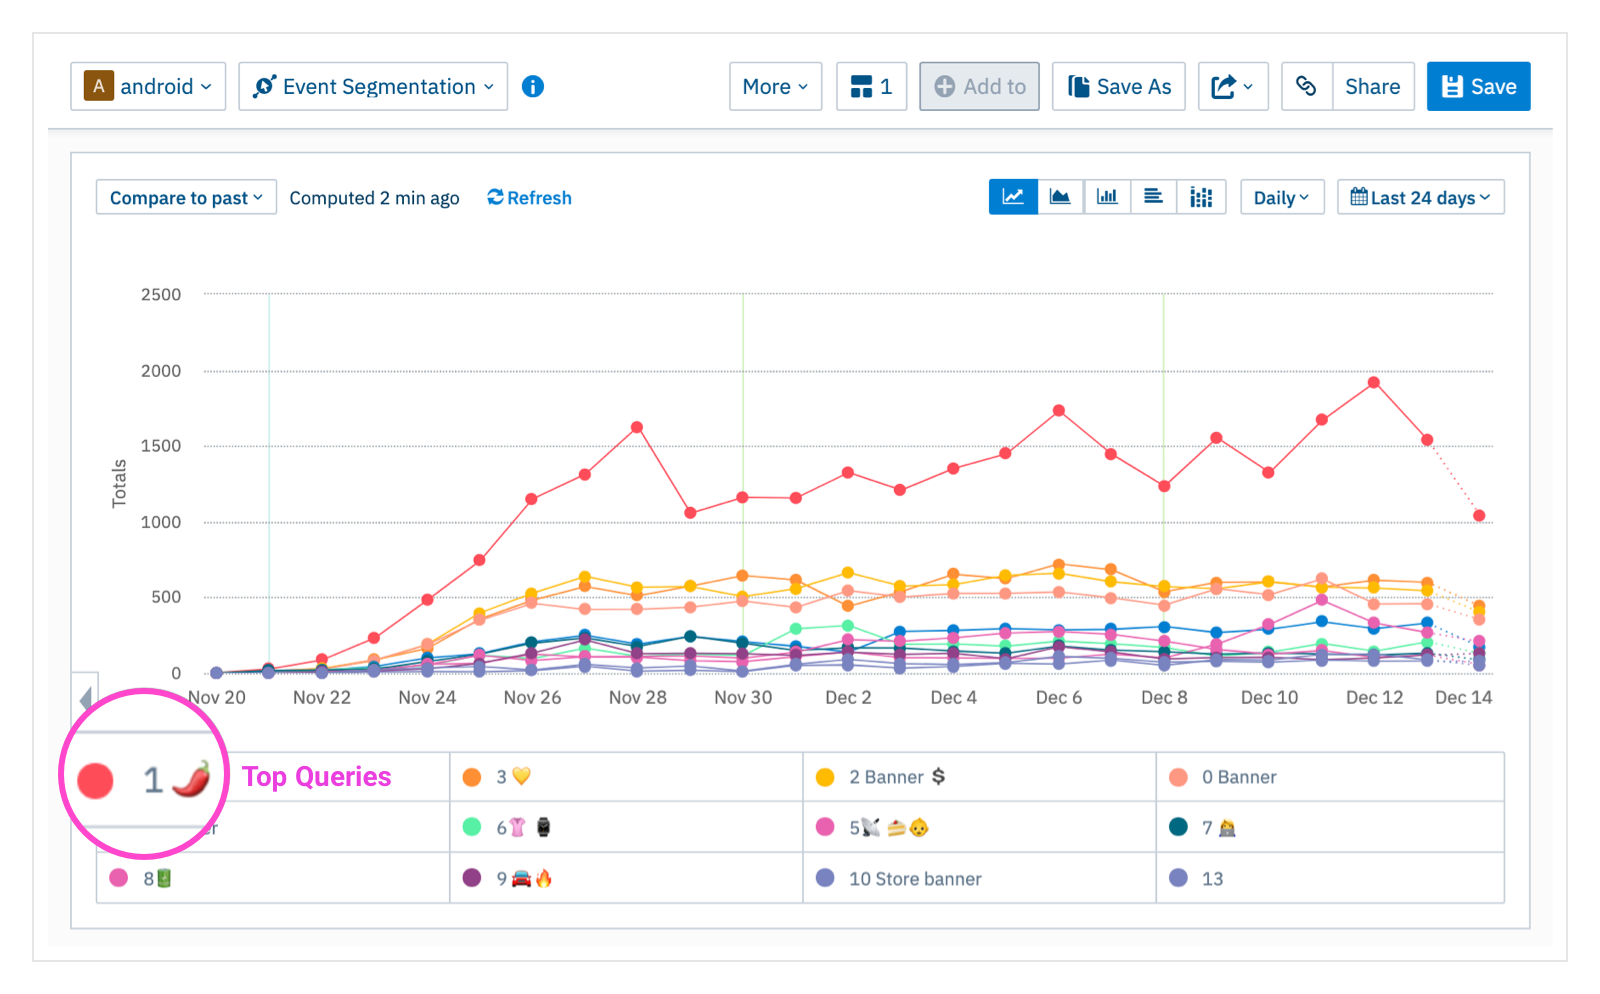 A android Event Segmentation i More 1 Add to Save As Share Save
Compare to past Computed 2 min ago Refresh Daily Last 24 days
2500
2000
1500
1000
500
0
Totals
Nov 20 Nov 22 Nov 24 Nov 26 Nov 28 Nov 30 Dec 2 Dec 4 Dec 6 Dec 8 Dec 10 Dec 12 Dec 14
1 🌶️ Top Queries 3 💛 2 Banner $ 0 Banner
6 👚 ⌚ 5 📡 🍰 👶 7 👩‍💻
8 🔋 9 🚘 🔥 10 Store banner 13